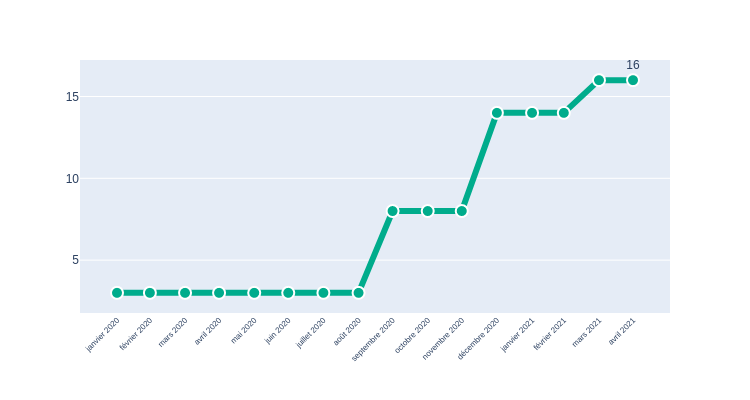 16
15
10
5
janvier 2020
février 2020
mars 2020
avril 2020
mai 2020
juin 2020
juillet 2020
août 2020
septembre 2020
octobre 2020
novembre 2020
décembre 2020
janvier 2021
février 2021
mars 2021
avril 2021